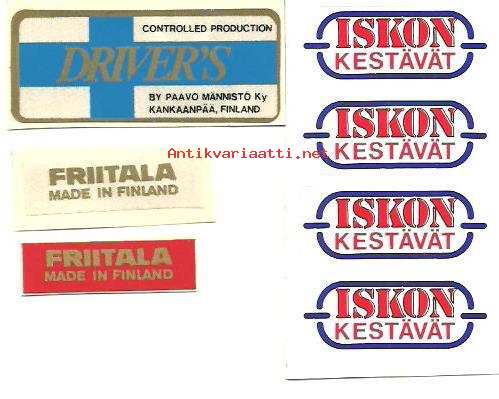 CONTROLLED PRODUCTION
DRIVER'S
BY PAAVO MÄNNISTÖ Ky
KANKAANPÄÄ, FINLAND
FRIITALA
MADE IN FINLAND
FRIITALA
MADE IN FINLAND
ISKON
KESTÄVÄT
ISKON
KESTÄVÄT
ISKON
KESTÄVÄT
ISKON
KESTÄVÄT
Antikvariaatti.net